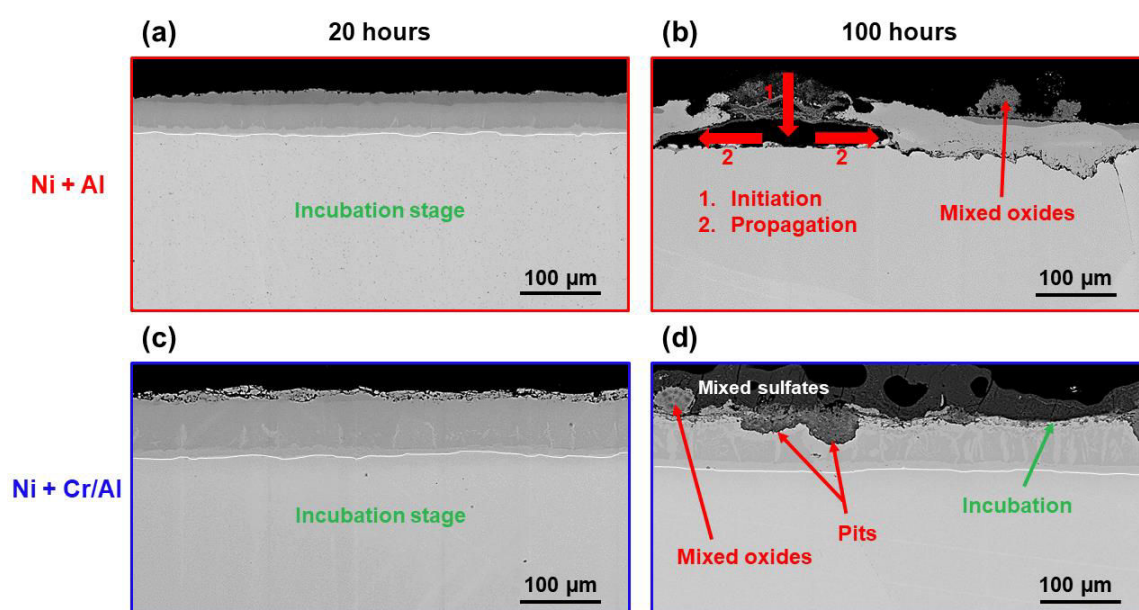 (a)
20 hours
(b)
100 hours
Ni + Al
Incubation stage
100 µm
1
2
2
1. Initiation
2. Propagation
Mixed oxides
100 µm
(c)
(d)
Ni + Cr/Al
Incubation stage
100 µm
Mixed sulfates
Incubation
Pits
Mixed oxides
100 µm